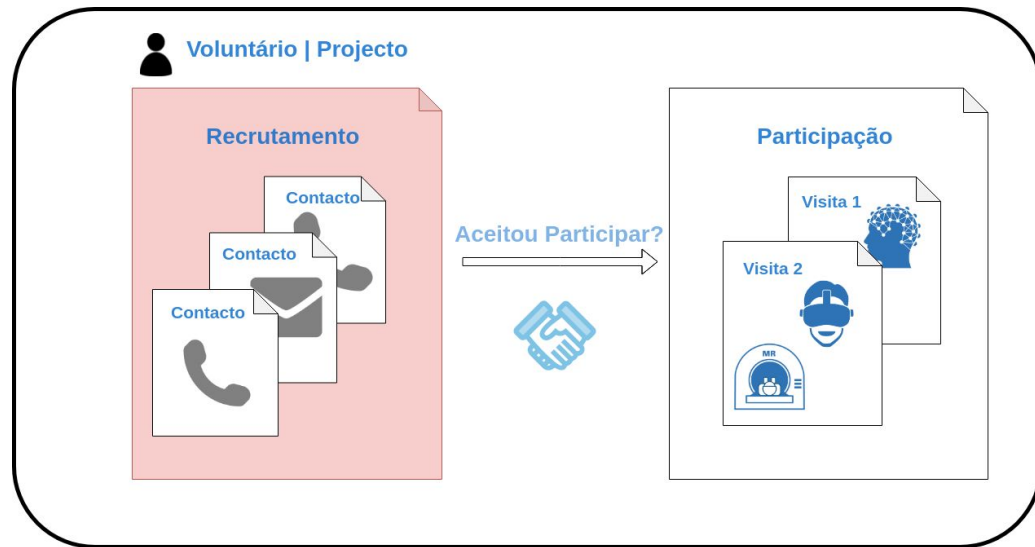 Voluntário | Projecto
Recrutamento
Contacto
Contacto
Contacto
Aceitou Participar?
Participação
Visita 1
Visita 2
MR